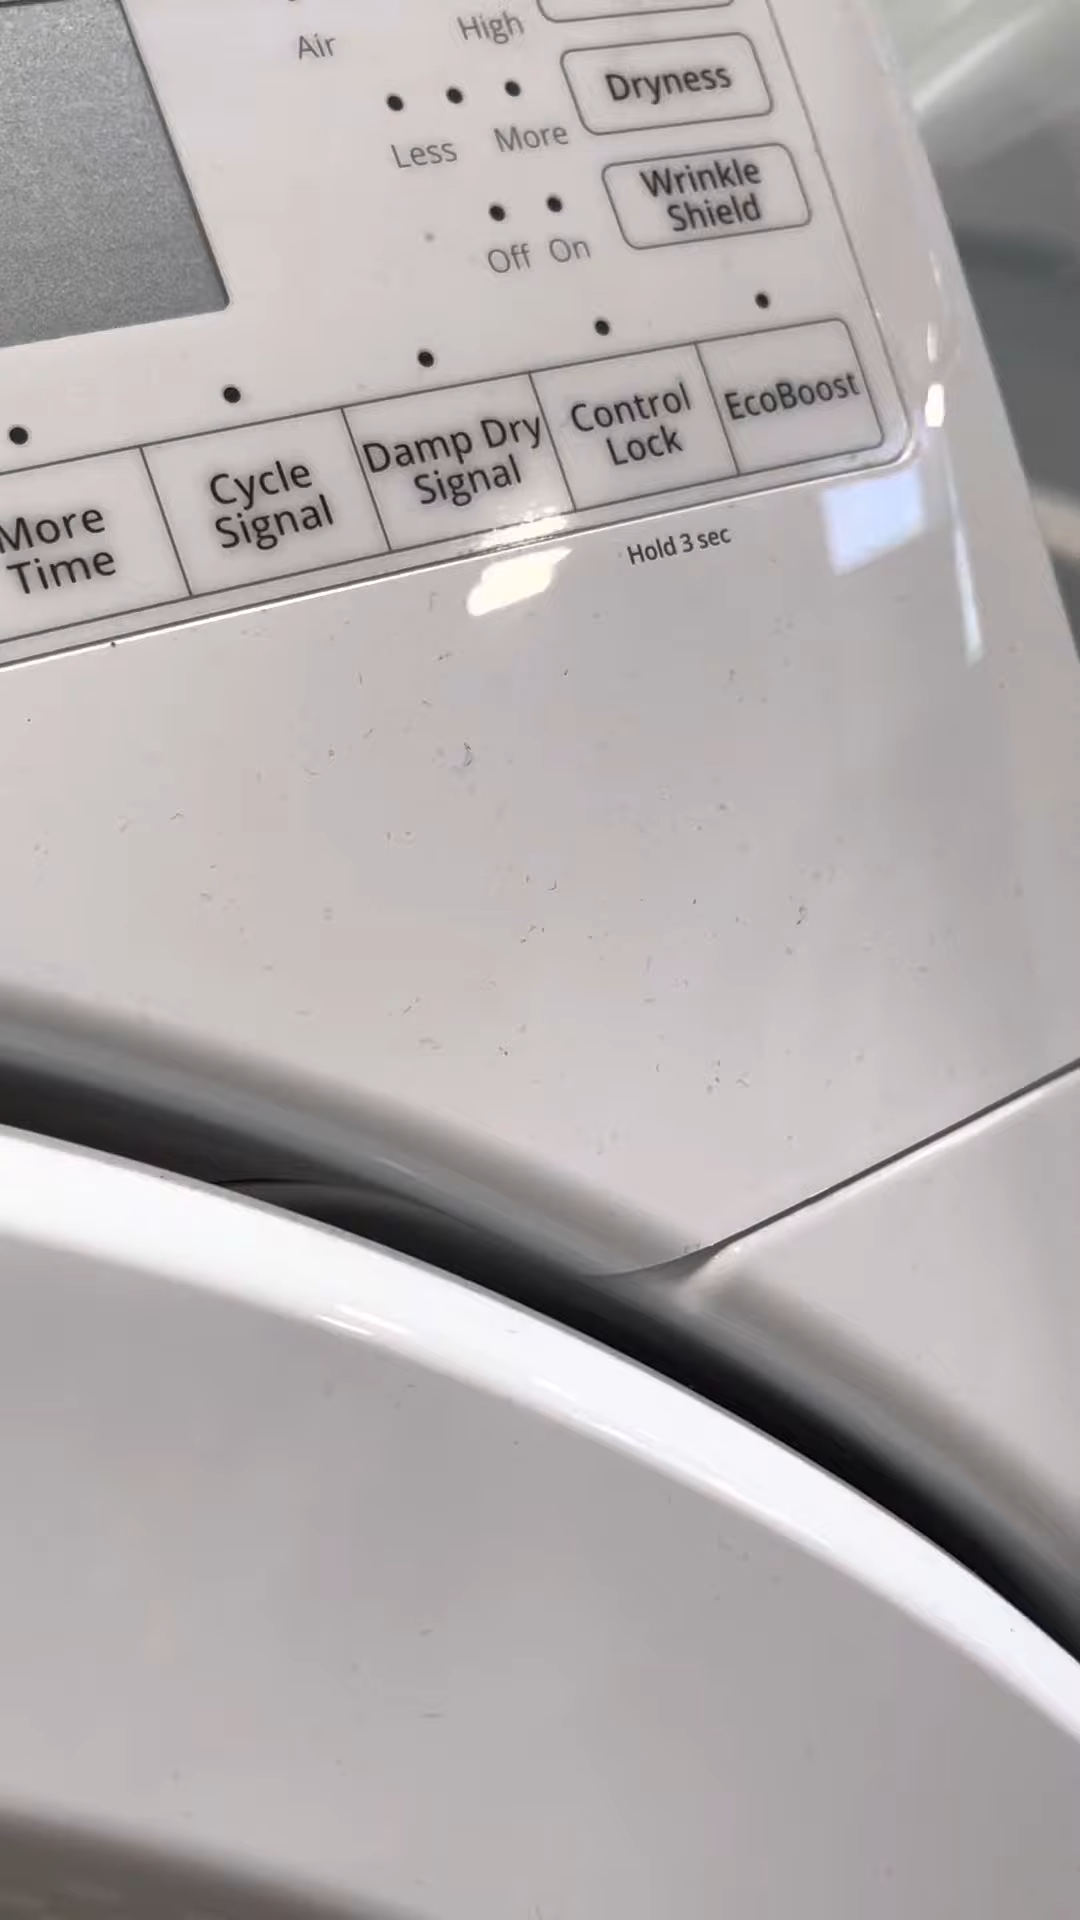 Air High
Dryness
Less More
Wrinkle
Shield
Off On
More
Time
Cycle
Signal
Damp Dry
Signal
Control
Lock
EcoBoost
Hold 3 sec